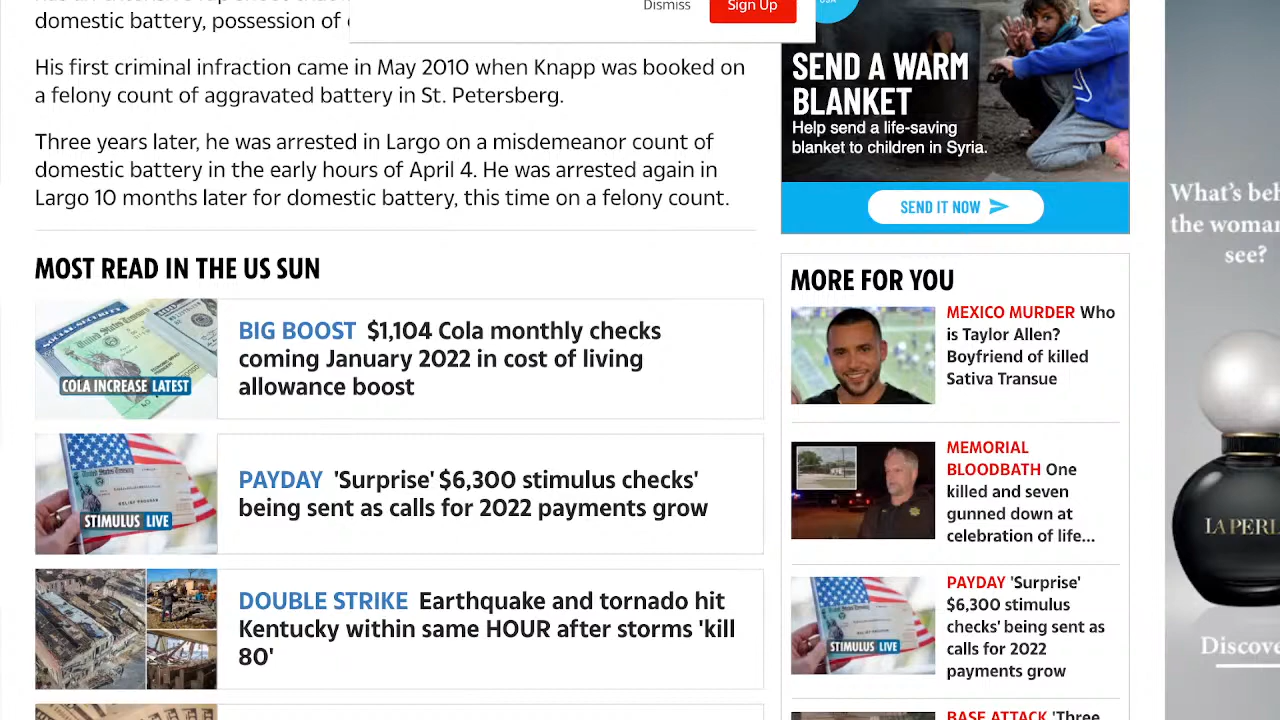 domestic battery, possession of
His first criminal infraction came in May 2010 when Knapp was booked on
a felony count of aggravated battery in St. Petersberg.
Three years later, he was arrested in Largo on a misdemeanor count of
domestic battery in the early hours of April 4. He was arrested again in
Largo 10 months later for domestic battery, this time on a felony count.
Dismiss
Sign Up
MOST READ IN THE US SUN
COLA INCREASE LATEST
BIG BOOST $1,104 Cola monthly checks
coming January 2022 in cost of living
allowance boost
STIMULUS LIVE
PAYDAY 'Surprise' $6,300 stimulus checks'
being sent as calls for 2022 payments grow
DOUBLE STRIKE Earthquake and tornado hit
Kentucky within same HOUR after storms 'kill
80'
USA
SEND A WARM
BLANKET
Help send a life-saving
blanket to children in Syria.
SEND IT NOW
MORE FOR YOU
MEXICO MURDER Who
is Taylor Allen?
Boyfriend of killed
Sativa Transue
MEMORIAL
BLOODBATH One
killed and seven
gunned down at
celebration of life...
STIMULUS LIVE
PAYDAY 'Surprise'
$6,300 stimulus
checks' being sent as
calls for 2022
payments grow
BASE ATTACK 'Three
What's beh
the woman
see?
LA PERL
Discove